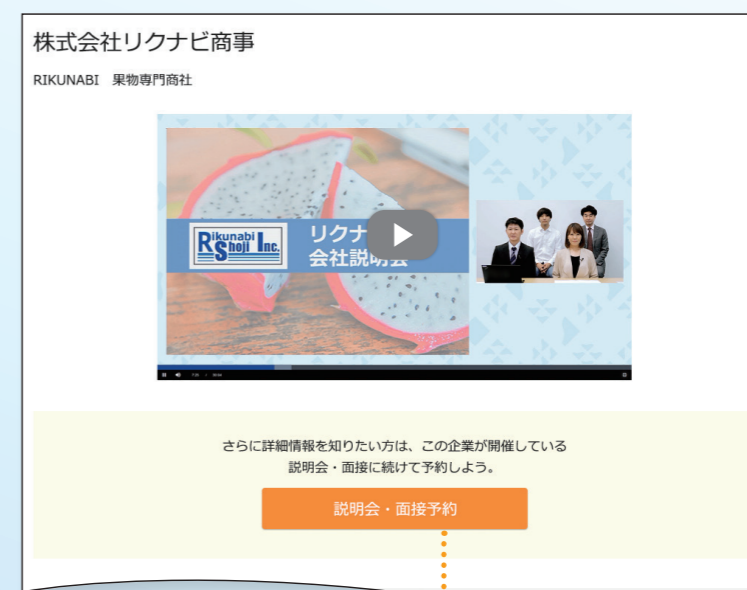 株式会社リクナビ商事
RIKUNABI 果物専門商社
Rikunabi
Shoji Inc.
リクナ
会社説明会
さらに詳細情報を知りたい方は、この企業が開催している
説明会・面接に続けて予約しよう。
説明会・面接予約